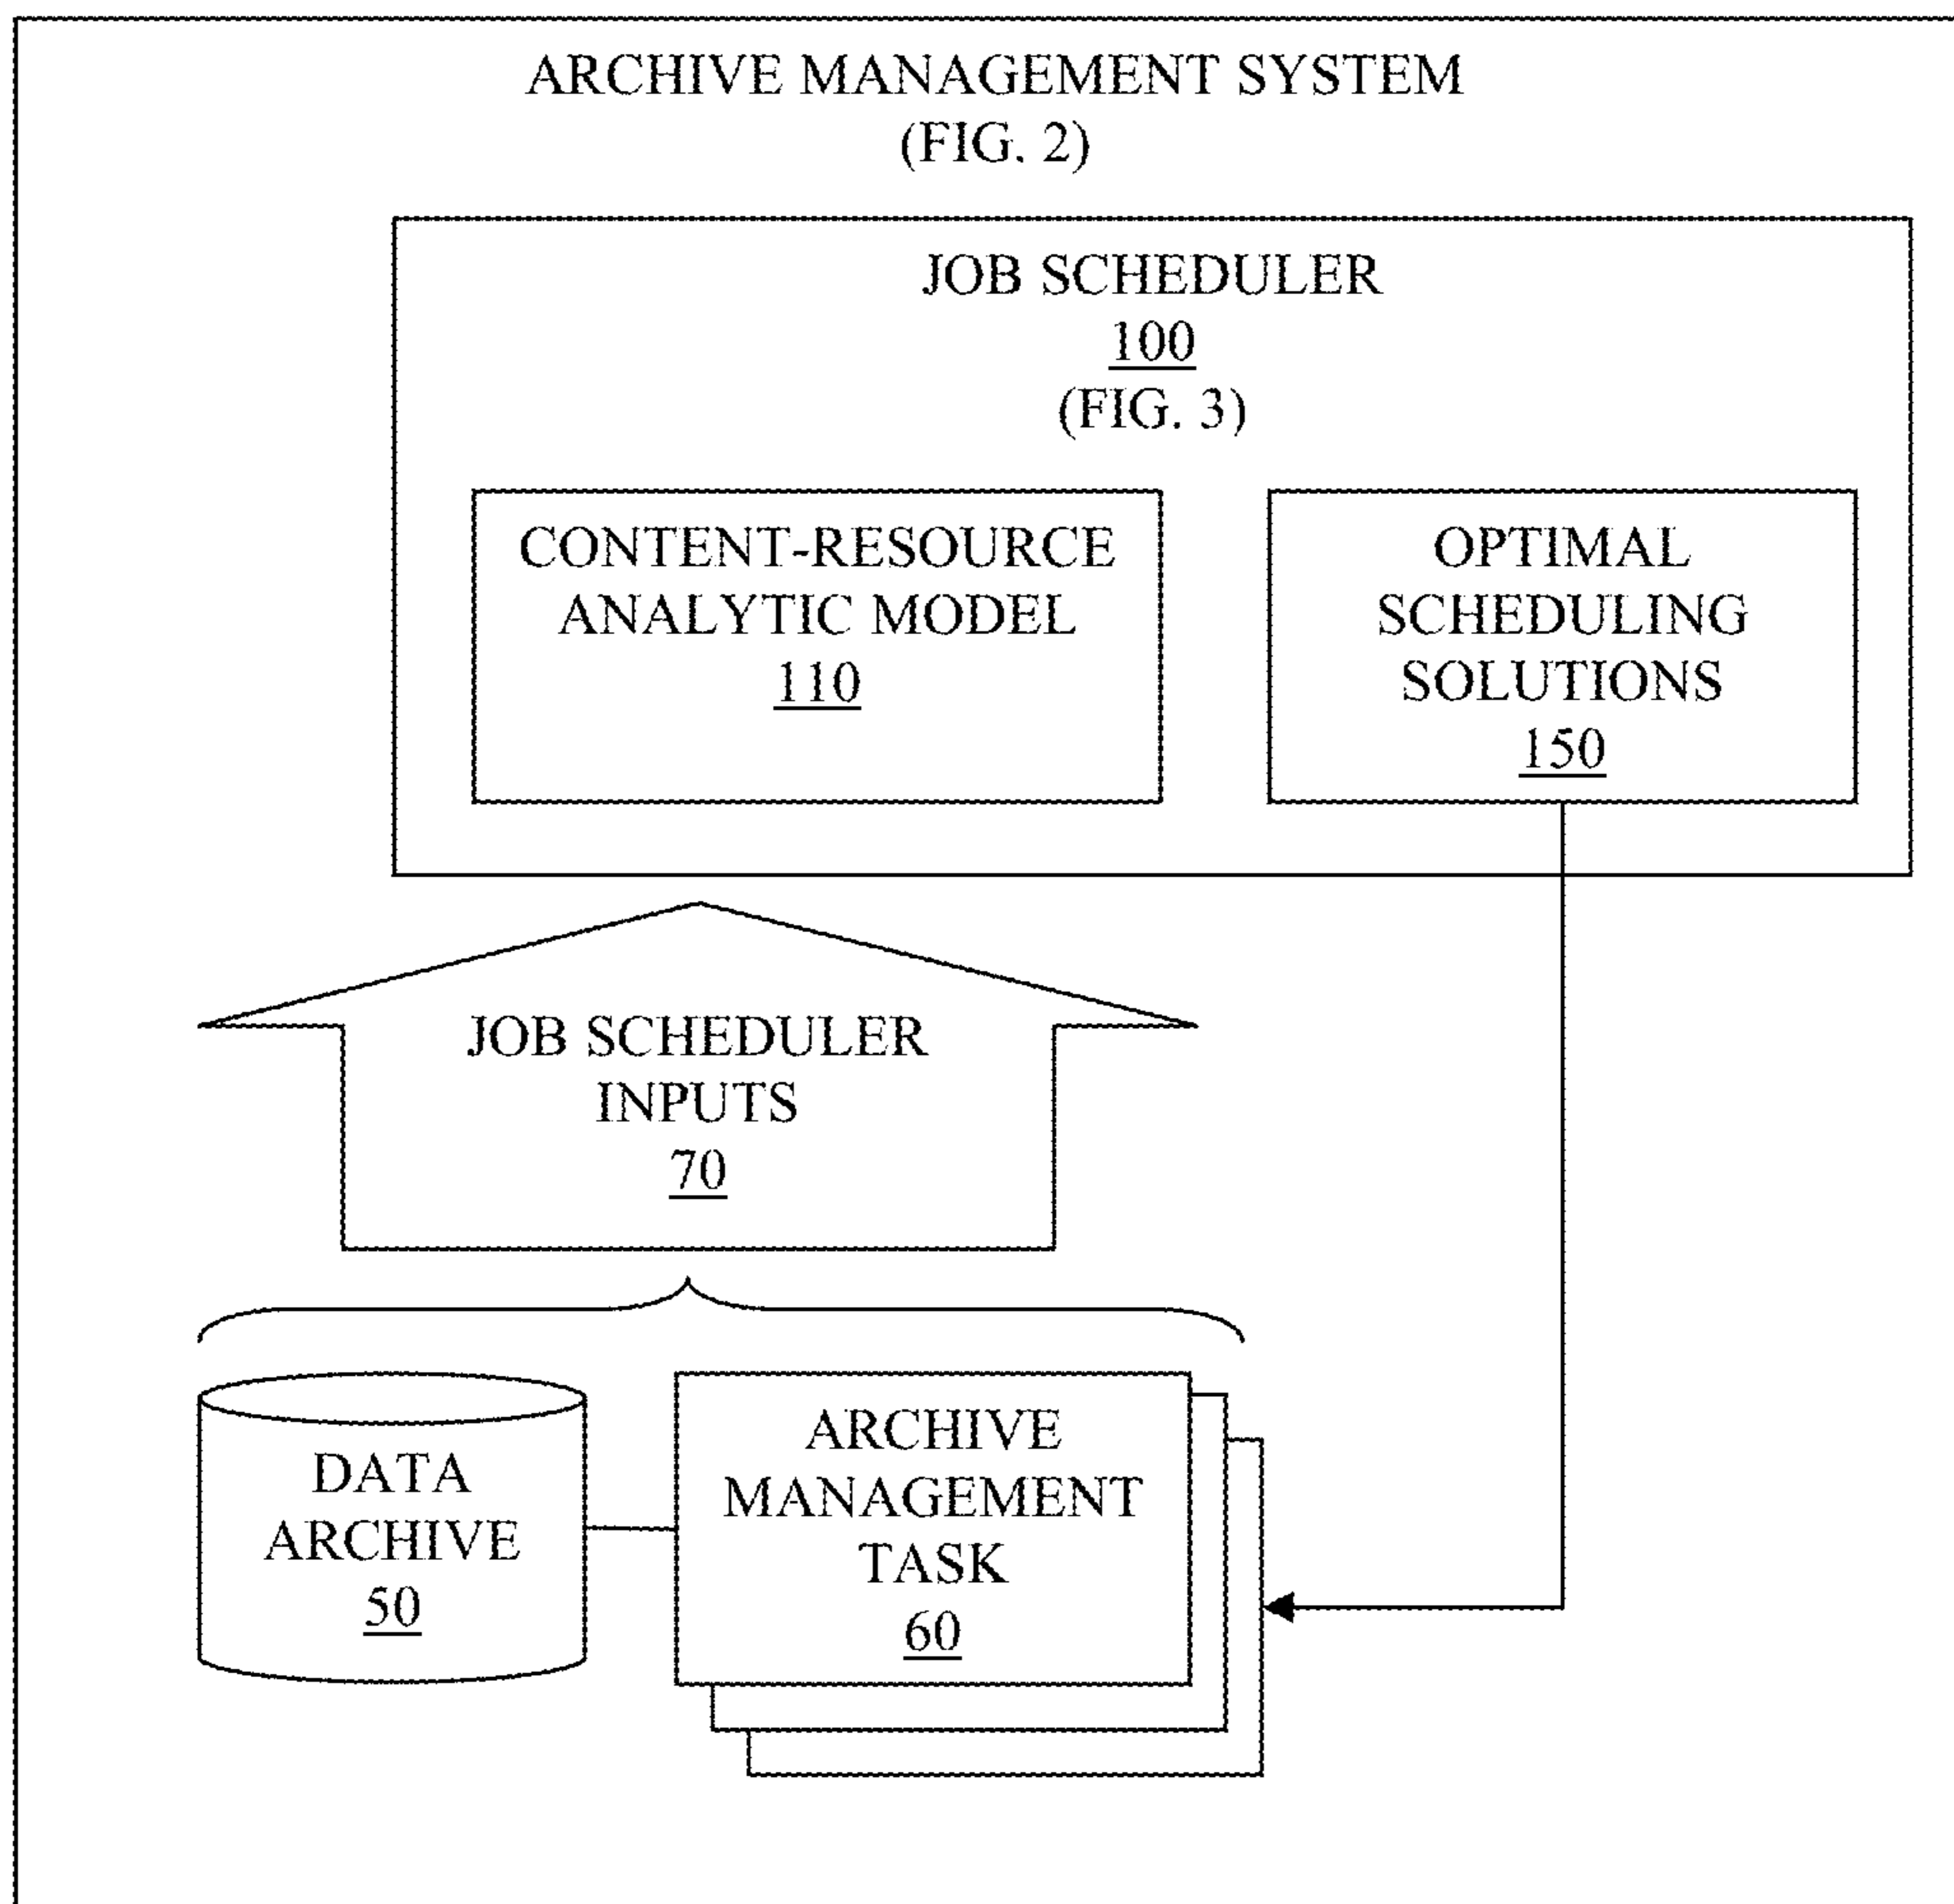 ARCHIVE MANAGEMENT SYSTEM
(FIG. 2)
JOB SCHEDULER
100
(FIG. 3)
CONTENT-RESOURCE
ANALYTIC MODEL
110
OPTIMAL
SCHEDULING
SOLUTIONS
150
JOB SCHEDULER
INPUTS
70
DATA
ARCHIVE
50
ARCHIVE
MANAGEMENT
TASK
60